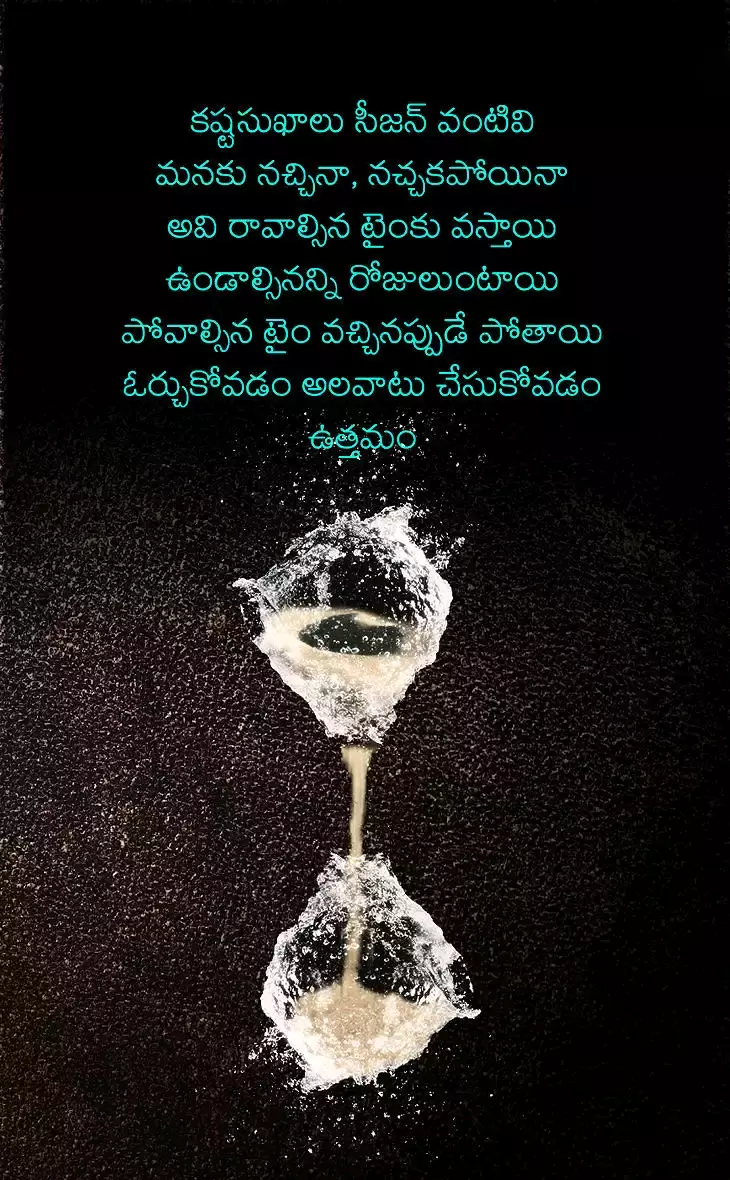 కష్టసుఖాలు సీజన్ వంటివి
మనకు నచ్చినా, నచ్చకపోయినా
అవి రావాల్సిన టైంకు వస్తాయి
ఉండాల్సినన్ని రోజులుంటాయి
పోవాల్సిన టైం వచ్చినప్పుడే పోతాయి
ఓర్చుకోవడం అలవాటు చేసుకోవడం
ఉత్తమం